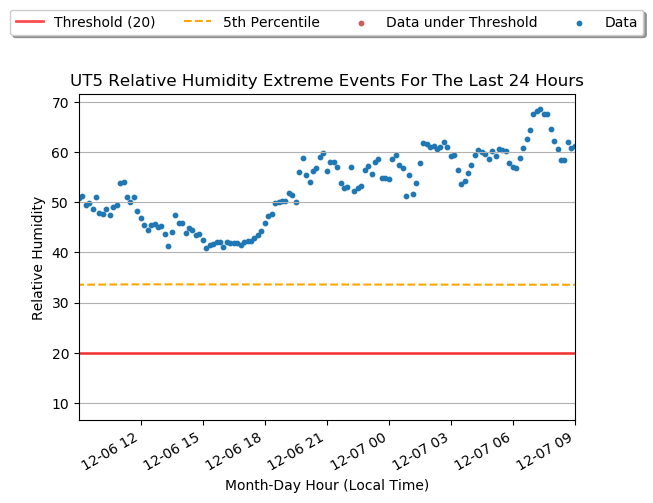 Threshold (20) 5th Percentile Data under Threshold Data
UT5 Relative Humidity Extreme Events For The Last 24 Hours
70
60
50
40
30
20
10
Relative Humidity
12-06 12 12-06 15 12-06 18 12-06 21 12-07 00 12-07 03 12-07 06 12-07 09
Month-Day Hour (Local Time)